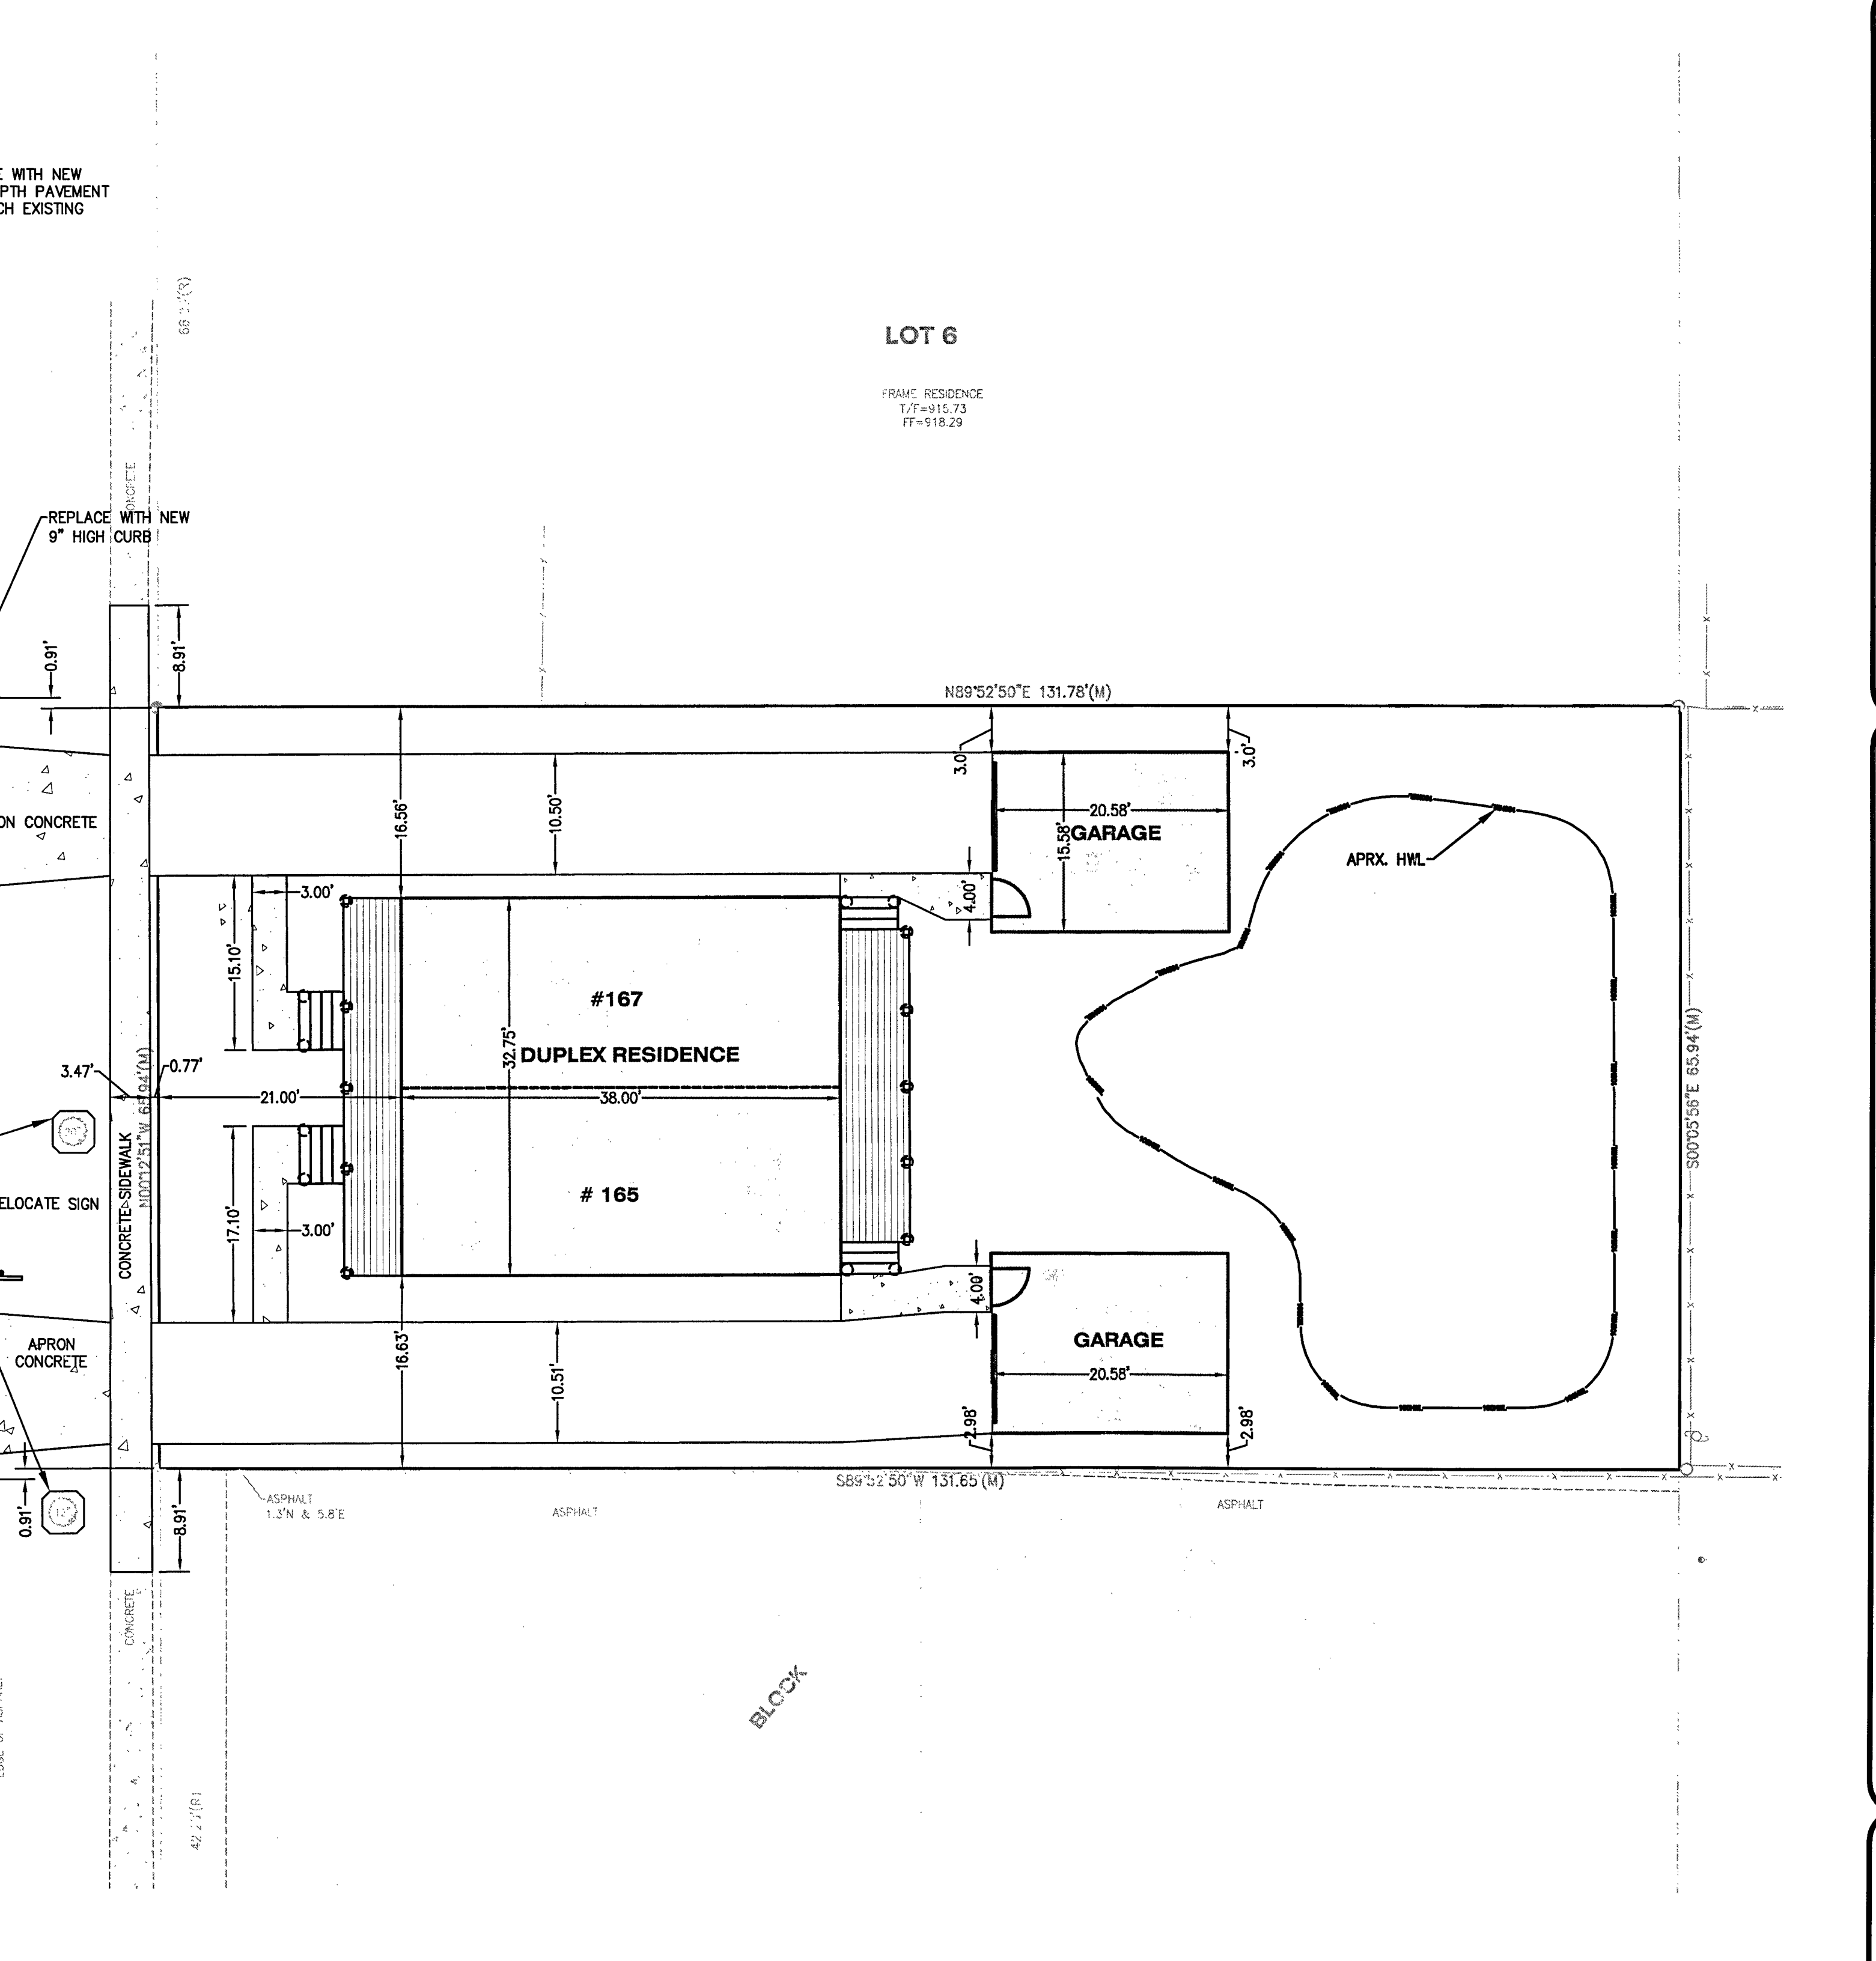 E WITH NEW
PTH PAVEMENT
CH EXISTING
LOT 6
FRAME RESIDENCE
T/F=915.73
FF=918.29
CONCRETE
REPLACE WITH NEW
9" HIGH CURB
0.91'
8.91'
N89°52'50"E 131.78'(M)
3.0'
3.0'
16.56'
10.50'
20.58'
15.58'
GARAGE
ON CONCRETE
APRX. HWL
3.00'
4.00'
15.10'
#167
32.75'
DUPLEX RESIDENCE
3.47'
0.77'
21.00'
38.00'
N00°12'51"W 65.94'(M)
S00°05'56"E 65.94'(M)
CONCRETE SIDEWALK
ELOCATE SIGN
# 165
17.10'
3.00'
4.00'
APRON
CONCRETE
GARAGE
16.63'
10.51'
20.58'
2.98'
2.98'
S89°52'50"W 131.65'(M)
ASPHALT
1.3'N & 5.8'E
ASPHALT
ASPHALT
0.91'
8.91'
CONCRETE
BLOCK